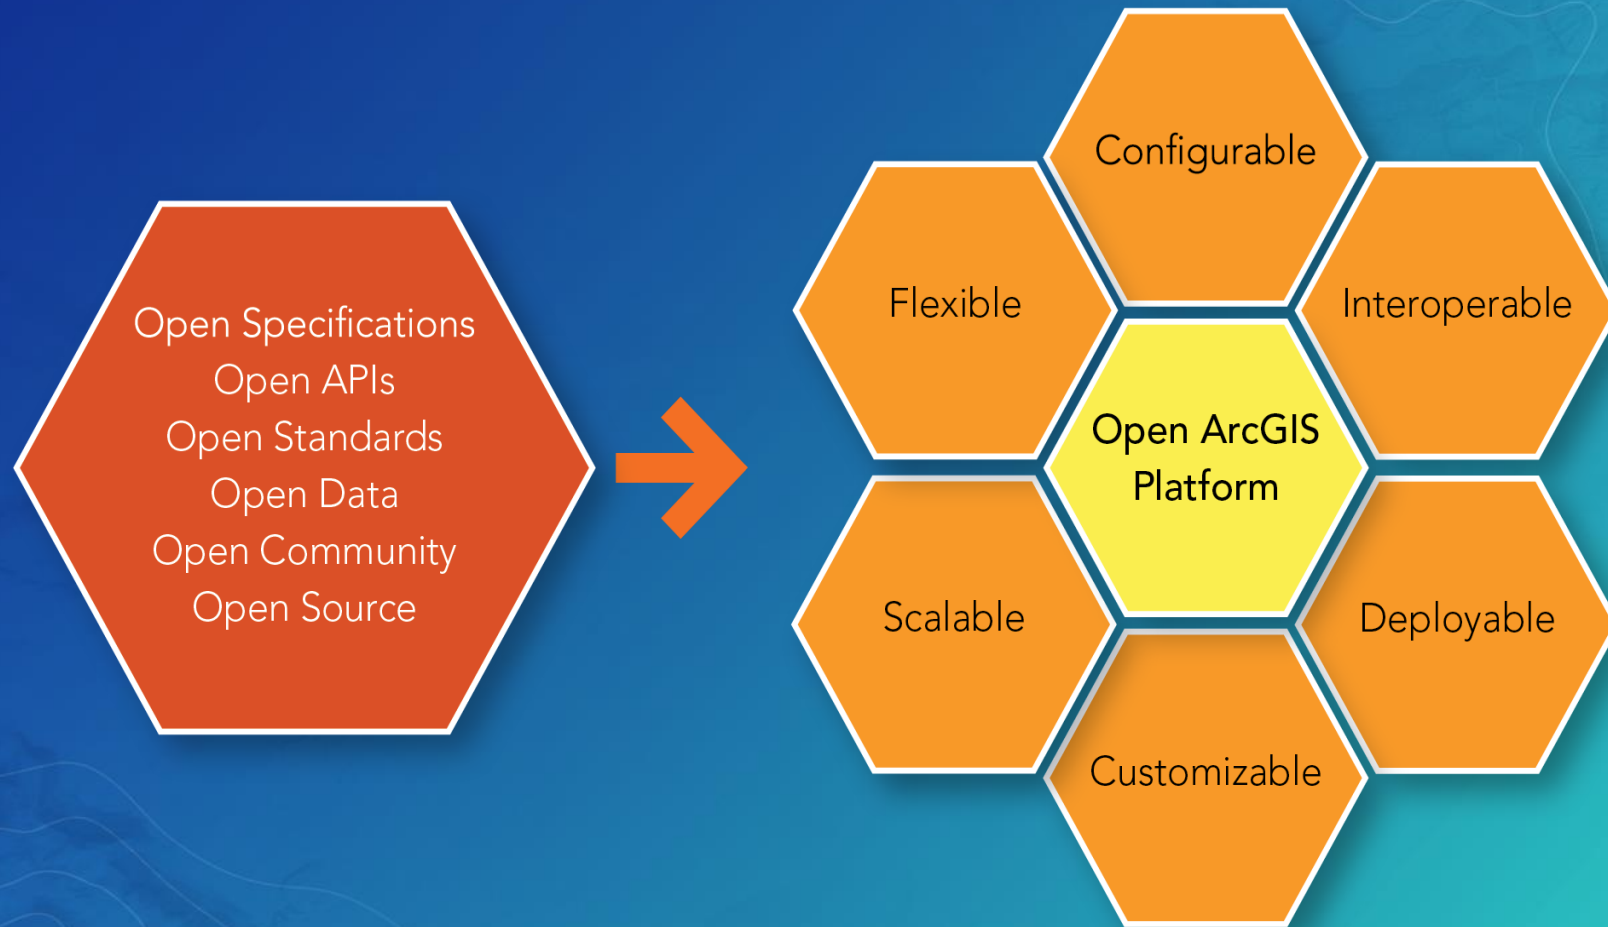 Open Specifications
Open APIs
Open Standards
Open Data
Open Community
Open Source
Configurable
Flexible
Interoperable
Open ArcGIS
Platform
Scalable
Deployable
Customizable